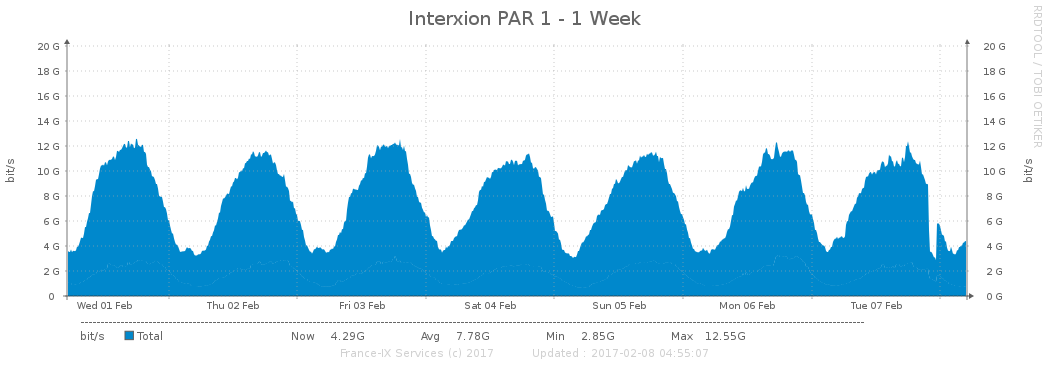 Interxion PAR 1 - 1 Week
RRDTOOL / TOBI OETIKER
bit/s
20 G 20 G
18 G 18 G
16 G 16 G
14 G 14 G
12 G 12 G
10 G 10 G
8 G 8 G
6 G 6 G
4 G 4 G
2 G 2 G
0 0 G
bit/s
Wed 01 Feb Thu 02 Feb Fri 03 Feb Sat 04 Feb Sun 05 Feb Mon 06 Feb Tue 07 Feb
bit/s Total Now 4.29G Avg 7.78G Min 2.85G Max 12.55G
France-IX Services (c) 2017 Updated : 2017-02-08 04:55:07